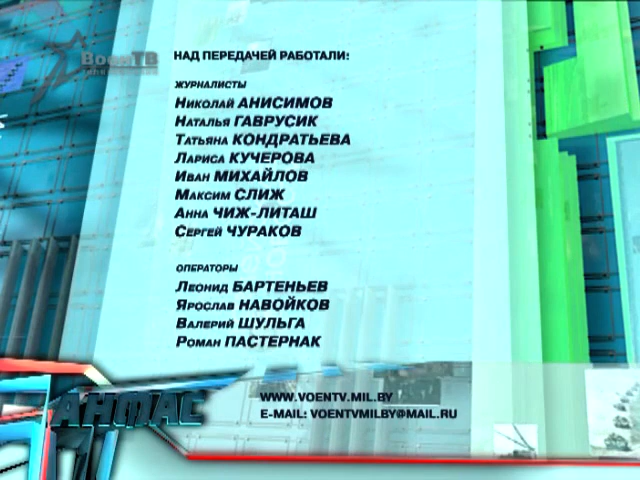 ВоенТВ
НАД ПЕРЕДАЧЕЙ РАБОТАЛИ:
ЖУРНАЛИСТЫ
Николай АНИСИМОВ
Наталья ГАВРУСИК
Татьяна КОНДРАТЬЕВА
Лариса КУЧЕРОВА
Иван МИХАЙЛОВ
Максим СЛИЖ
Анна ЧИЖ-ЛИТАШ
Сергей ЧУРАКОВ
ОПЕРАТОРЫ
Леонид БАРТЕНЬЕВ
Ярослав НАВОЙКОВ
Валерий ШУЛЬГА
Роман ПАСТЕРНАК
АНФАС
WWW.VOENTV.MIL.BY
E-MAIL: VOENTVMILBY@MAIL.RU